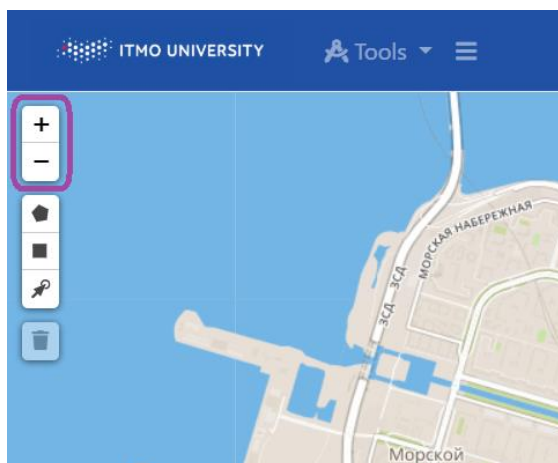 ITMO UNIVERSITY
Tools
+
−
МОРСКАЯ НАБЕРЕЖНАЯ
ЗСД
ЗСД
Морской